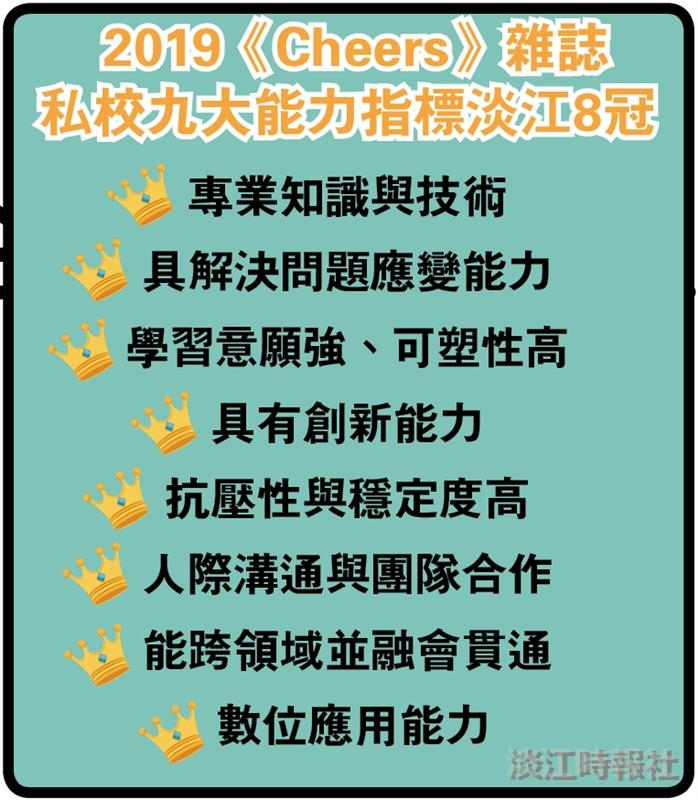 2019《Cheers》雜誌
私校九大能力指標淡江8冠
專業知識與技術
具解決問題應變能力
學習意願強、可塑性高
具有創新能力
抗壓性與穩定度高
人際溝通與團隊合作
能跨領域並融會貫通
數位應用能力
淡江時報社